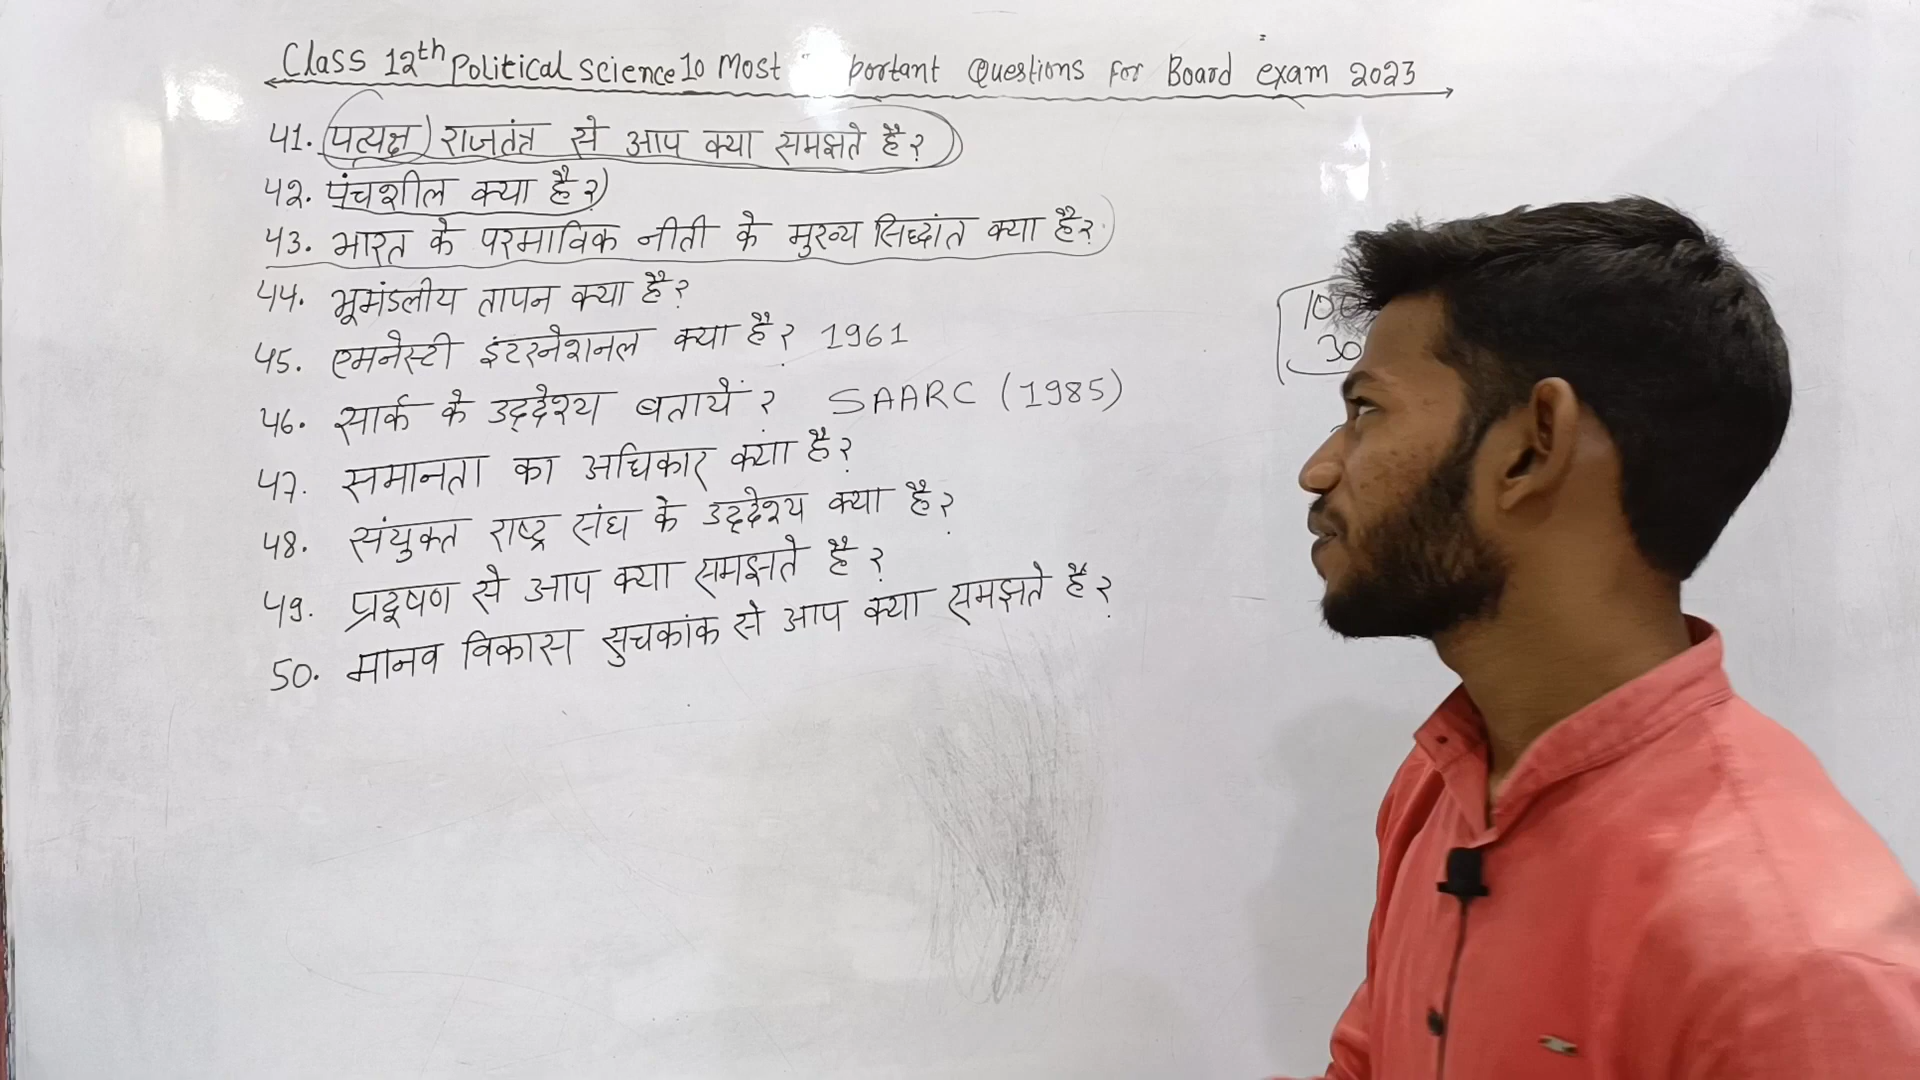 Class 12th Political science 10 Most portant Questions For Board exam 2023
41. पत्यक्ष) राजतंत्र से आप क्या समझते है?
42. पंचशील क्या है?)
43. भारत के परमाविक नीती के मुख्य सिद्धांत क्या है?
44. भूमंडलीय तापन क्या है?
45. एमनेस्टी इंटरनेशनल क्या है? 1961
46. सार्क के उद्देश्य बतायें? SAARC (1985)
47. समानता का अधिकार क्या है?
48. संयुक्त राष्ट्र संघ के उद्देश्य क्या है?
49. प्रदूषण से आप क्या समझते है?
50. मानव विकास सुचकांक से आप क्या समझते है?
100
30